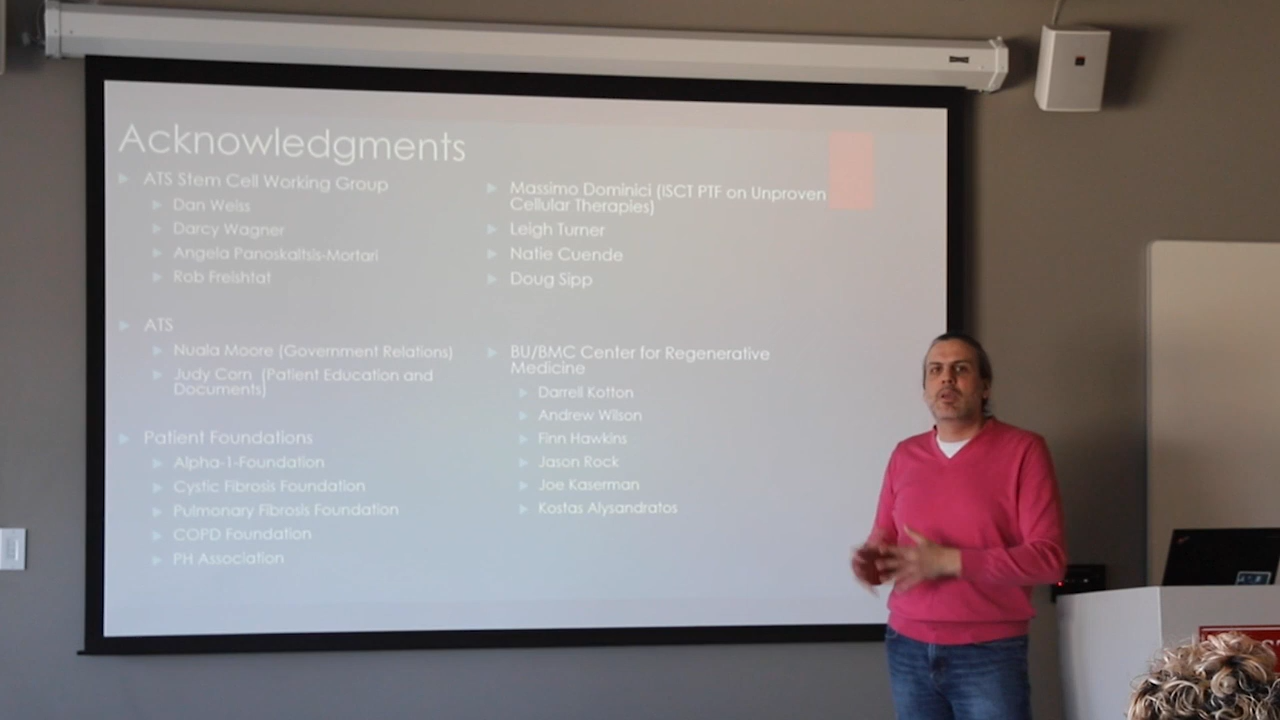 Acknowledgments
ATS Stem Cell Working Group
Dan Weiss
Darcy Wagner
Angela Panoskaltsis-Mortari
Rob Freishtat
ATS
Nuala Moore (Government Relations)
Judy Corn (Patient Education and
Documents)
Patient Foundations
Alpha-1-Foundation
Cystic Fibrosis Foundation
Pulmonary Fibrosis Foundation
COPD Foundation
PH Association
Massimo Dominici (ISCT PTF on Unproven
Cellular Therapies)
Leigh Turner
Natie Cuende
Doug Sipp
BU/BMC Center for Regenerative
Medicine
Darrell Kotton
Andrew Wilson
Finn Hawkins
Jason Rock
Joe Kaserman
Kostas Alysandratos